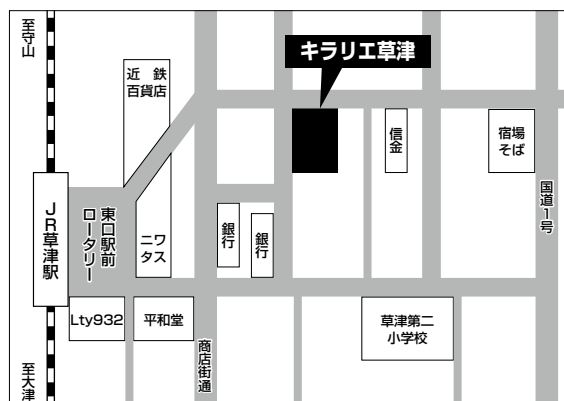 至守山
近鉄
百貨店
キラリエ草津
信金
宿場
そば
国道1号
JR草津駅
東口駅前
ロータリー
ニワ
タス
銀行
銀行
Lty932
平和堂
商店街通
草津第二
小学校
至大津